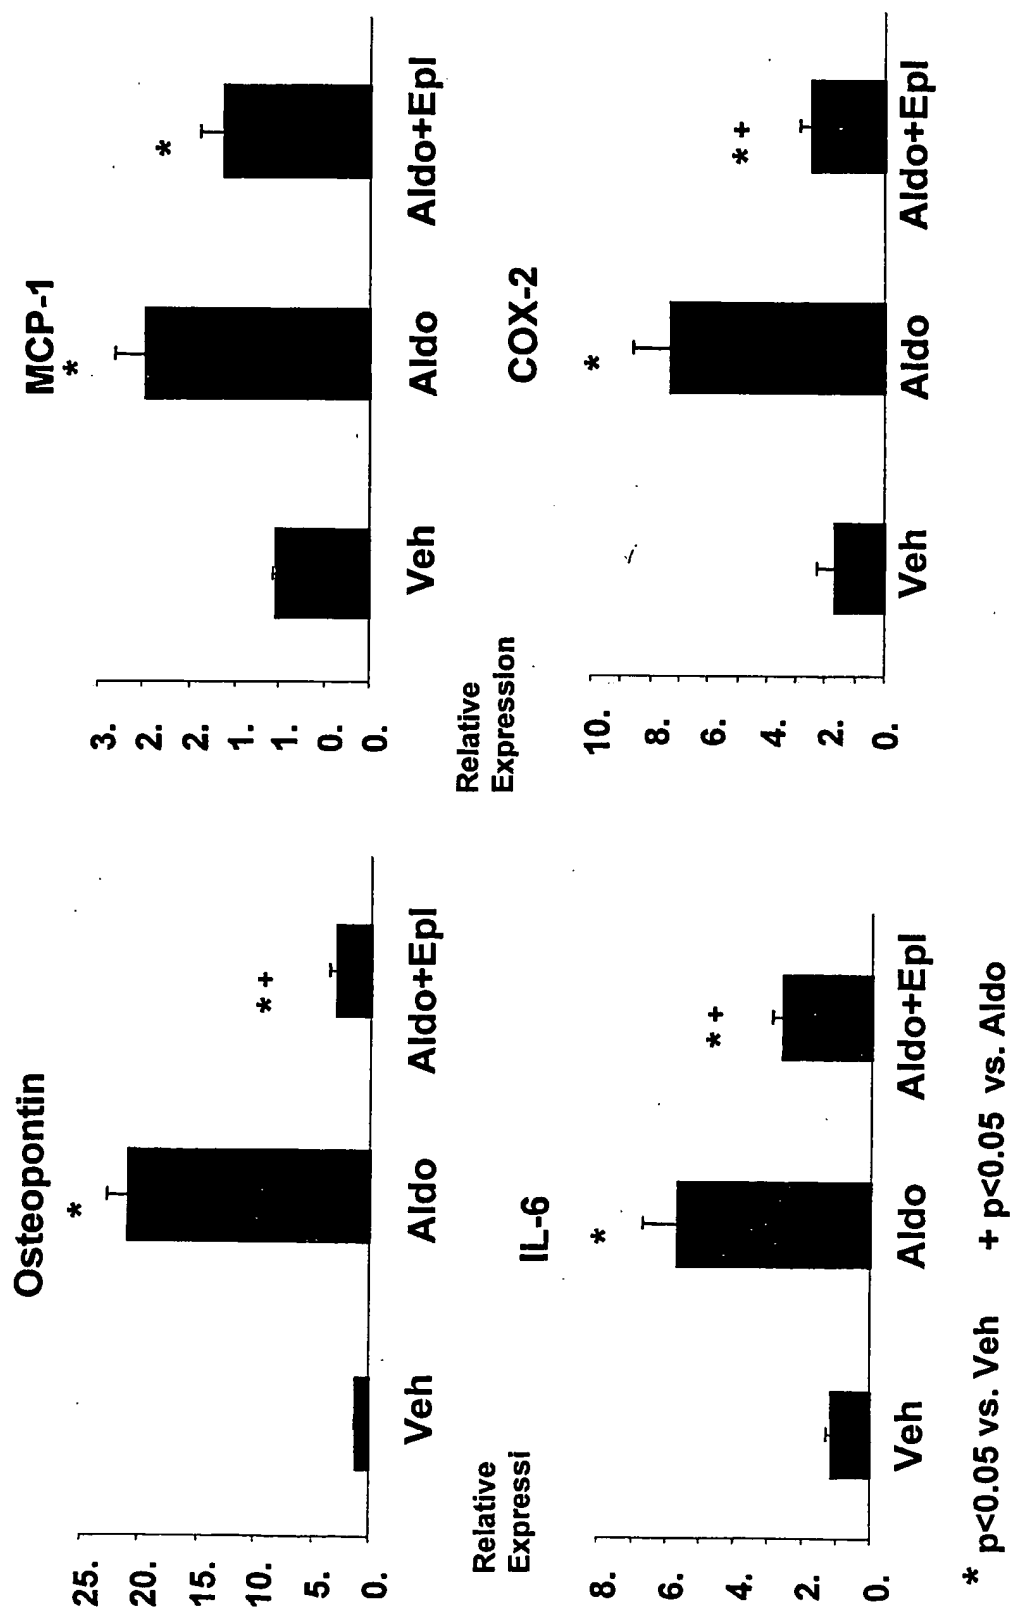 Osteopontin
*
* +
25.
20.
15.
10.
5.
0.
Veh
Aldo
Aldo+Epl
MCP-1
*
*
3.
2.
2.
1.
1.
0.
0.
Veh
Aldo
Aldo+Epl
Relative
Expressi
IL-6
*
* +
8.
6.
4.
2.
0.
Veh
Aldo
Aldo+Epl
Relative
Expression
COX-2
*
* +
10.
8.
6.
4.
2.
0.
Veh
Aldo
Aldo+Epl
* p<0.05 vs. Veh + p<0.05 vs. Aldo